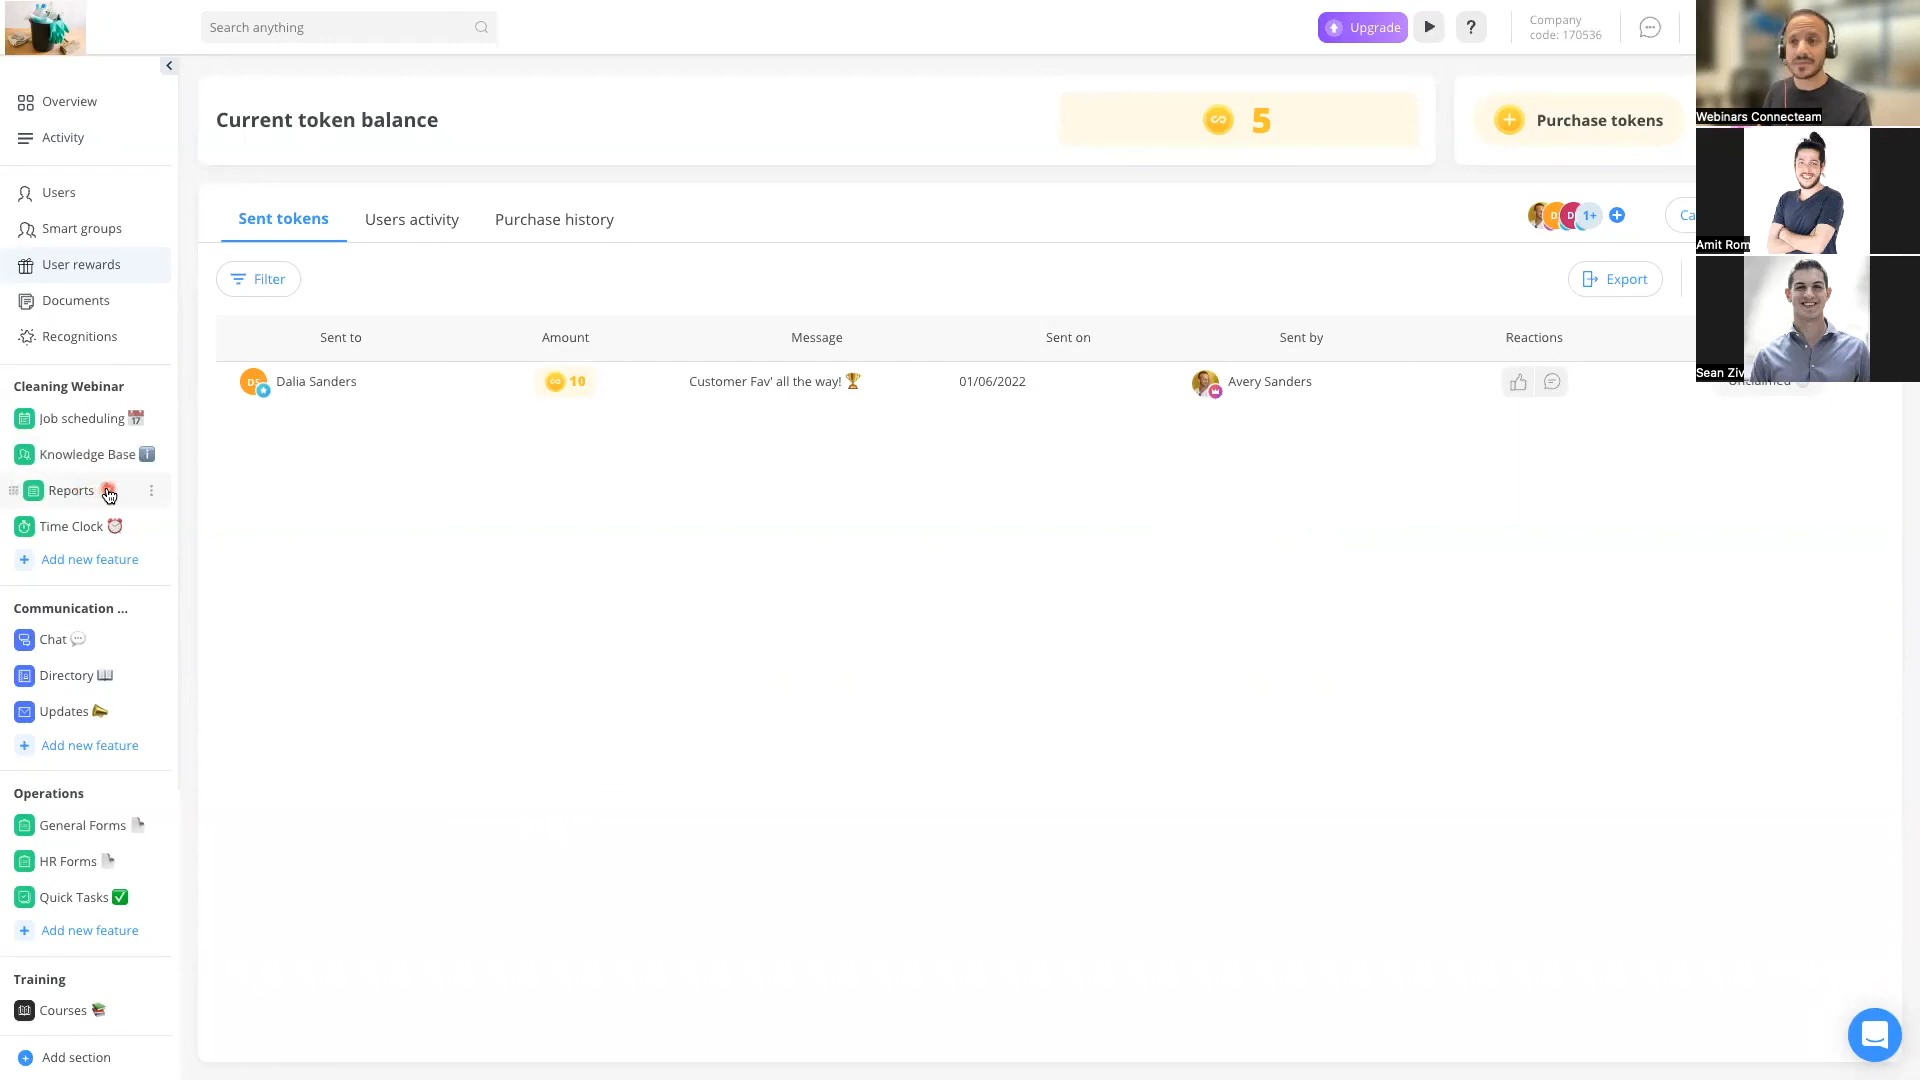 Search anything
Upgrade
?
Company
code: 170536
Webinars Connecteam
Overview
Activity
Current token balance
5
Purchase tokens
Users
Smart groups
User rewards
Documents
Recognitions
Sent tokens
Users activity
Purchase history
D
D
1+
Ca
Amit Rom
Filter
Export
Sent to
Amount
Message
Sent on
Sent by
Reactions
DS
Dalia Sanders
10
Customer Fav' all the way! 🏆
01/06/2022
Avery Sanders
Sean Ziv
Unclaimed
Cleaning Webinar
Job scheduling 📅
Knowledge Base ℹ️
Reports
Time Clock ⏰
+ Add new feature
Communication ...
Chat 💬
Directory 📖
Updates 📣
+ Add new feature
Operations
General Forms
HR Forms
Quick Tasks ✅
+ Add new feature
Training
Courses 📚
Add section